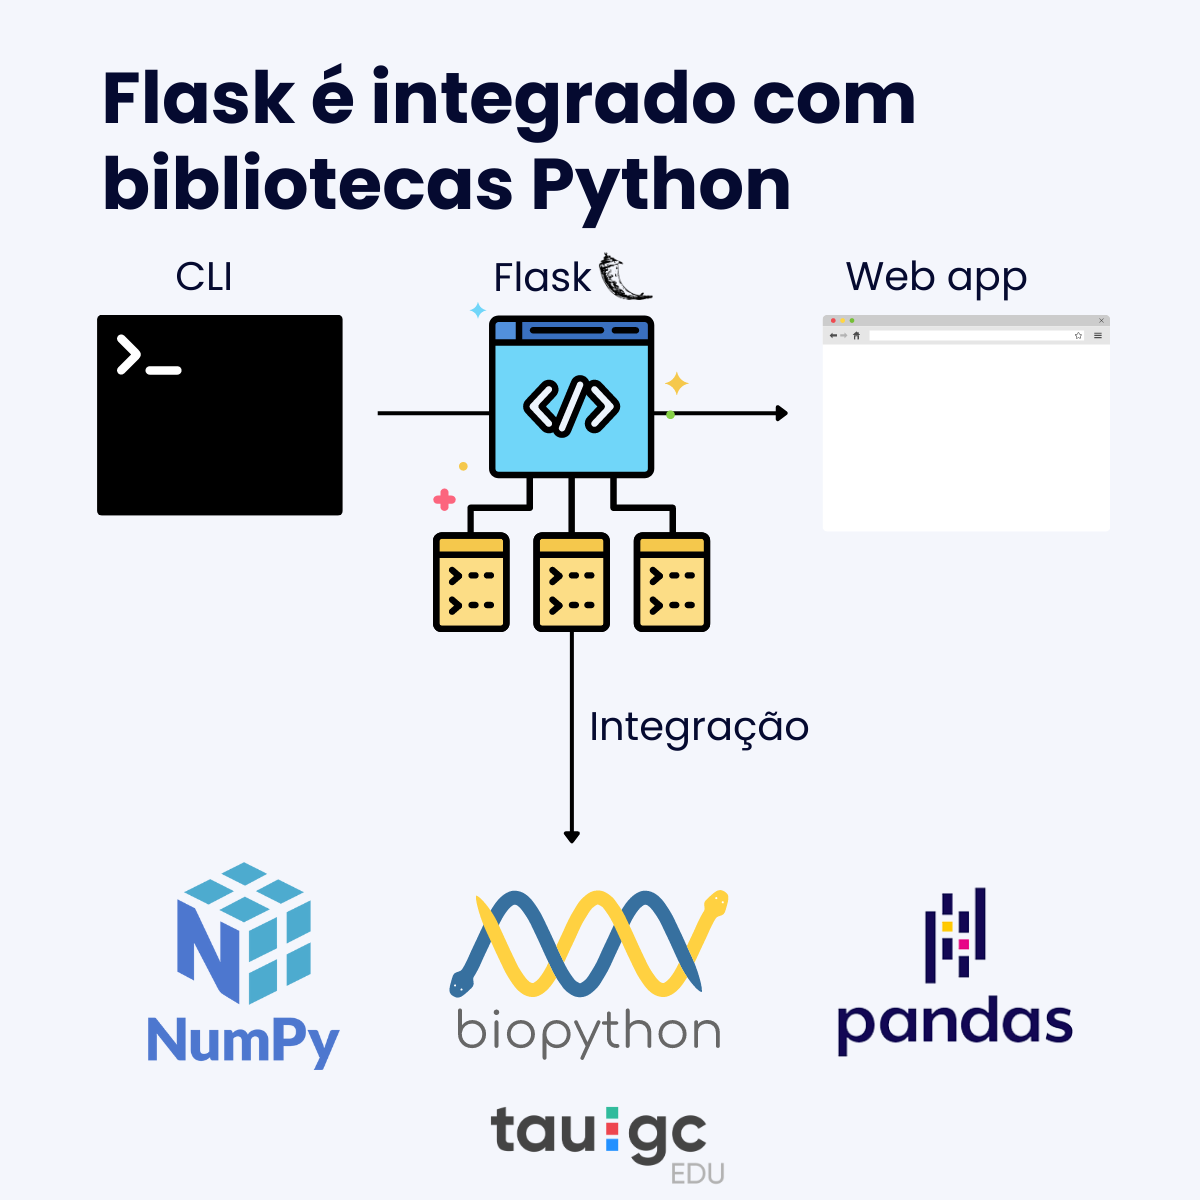 Flask é integrado com
bibliotecas Python
CLI
Flask
Web app
Integração
NumPy
biopython
pandas
tau gc
EDU